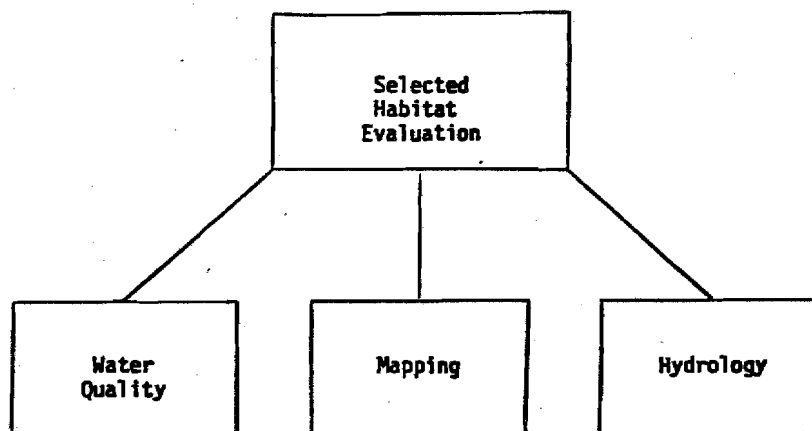 Selected
Habitat
Evaluation
Water
Quality
Mapping
Hydrology